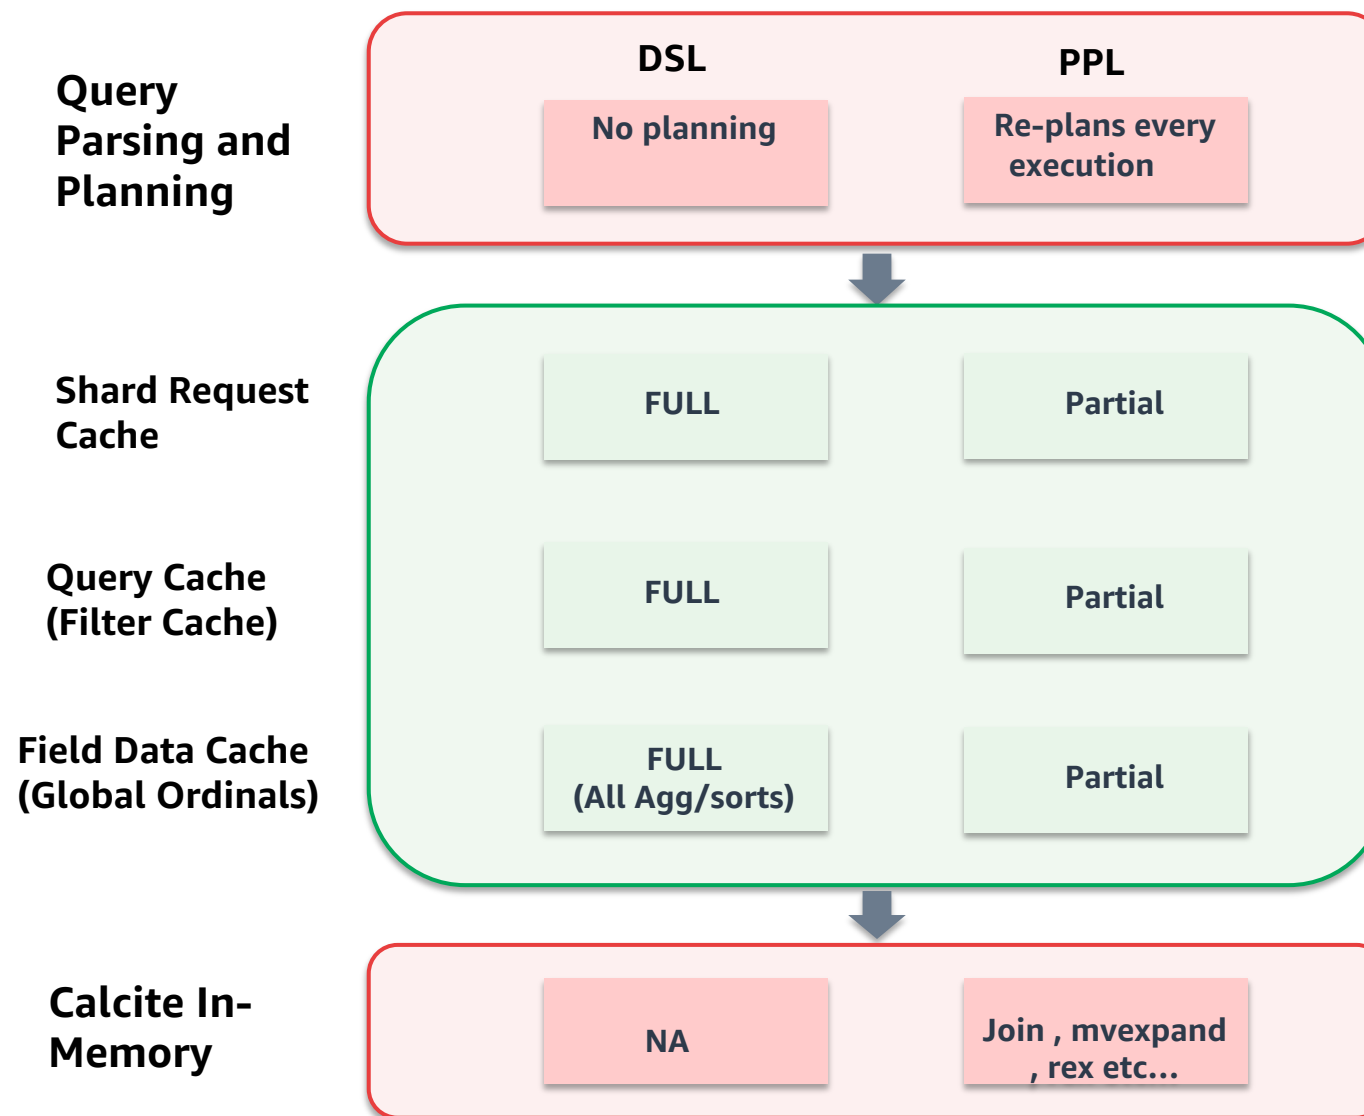 DSL
PPL
Query
Parsing and
Planning
No planning
Re-plans every
execution
Shard Request
Cache
FULL
Partial
Query Cache
(Filter Cache)
FULL
Partial
Field Data Cache
(Global Ordinals)
FULL
(All Agg/sorts)
Partial
Calcite In-
Memory
NA
Join , mvexpand
, rex etc...